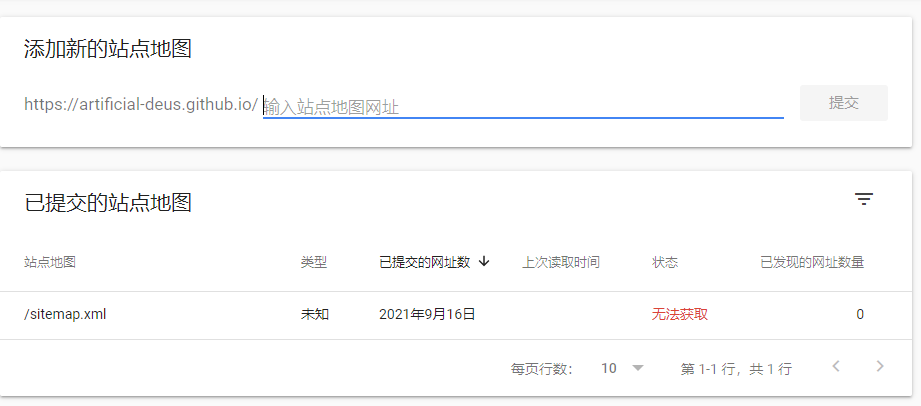 添加新的站点地图
https://artificial-deus.github.io/ 输入站点地图网址 提交
已提交的站点地图
站点地图 类型 已提交的网址数 上次读取时间 状态 已发现的网址数量
/sitemap.xml 未知 2021年9月16日 无法获取 0
每页行数： 10 第 1-1 行，共 1 行